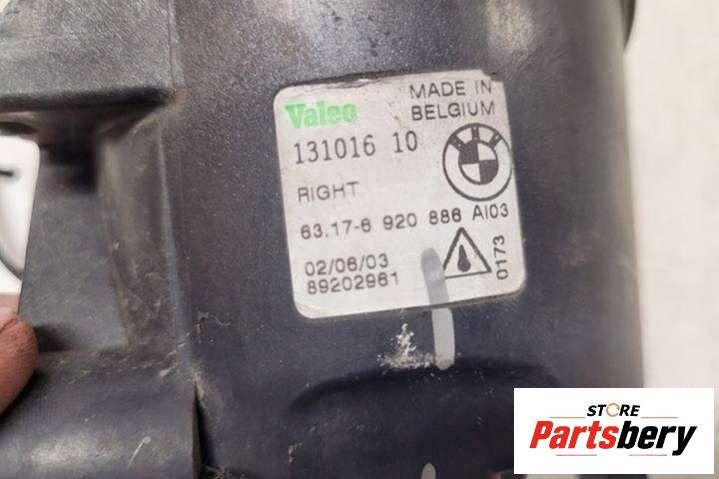 Valeo
MADE IN
BELGIUM
131016 10
RIGHT
63.17-6 920 886 AI03
02/06/03
89202961
0173
STORE
Partsbery